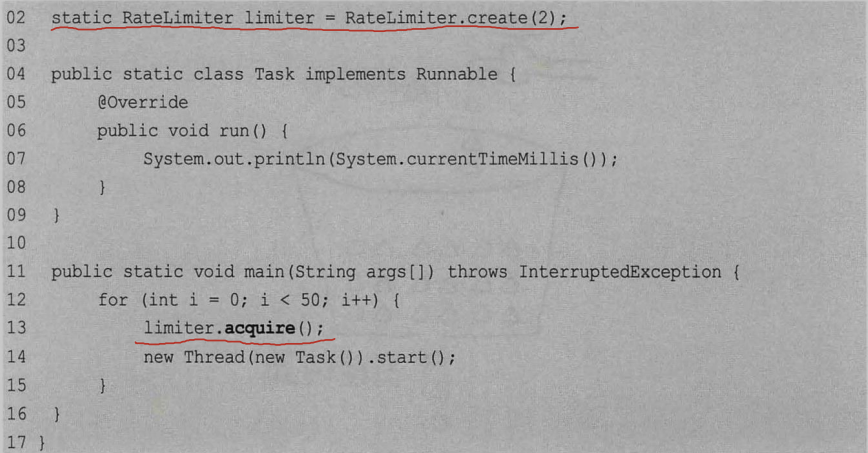 02 static RateLimiter limiter = RateLimiter.create(2);
03
04 public static class Task implements Runnable {
05 @Override
06 public void run() {
07 System.out.println(System.currentTimeMillis());
08 }
09 }
10
11 public static void main(String args[]) throws InterruptedException {
12 for (int i = 0; i < 50; i++) {
13 limiter.acquire();
14 new Thread(new Task()).start();
15 }
16 }
17 }